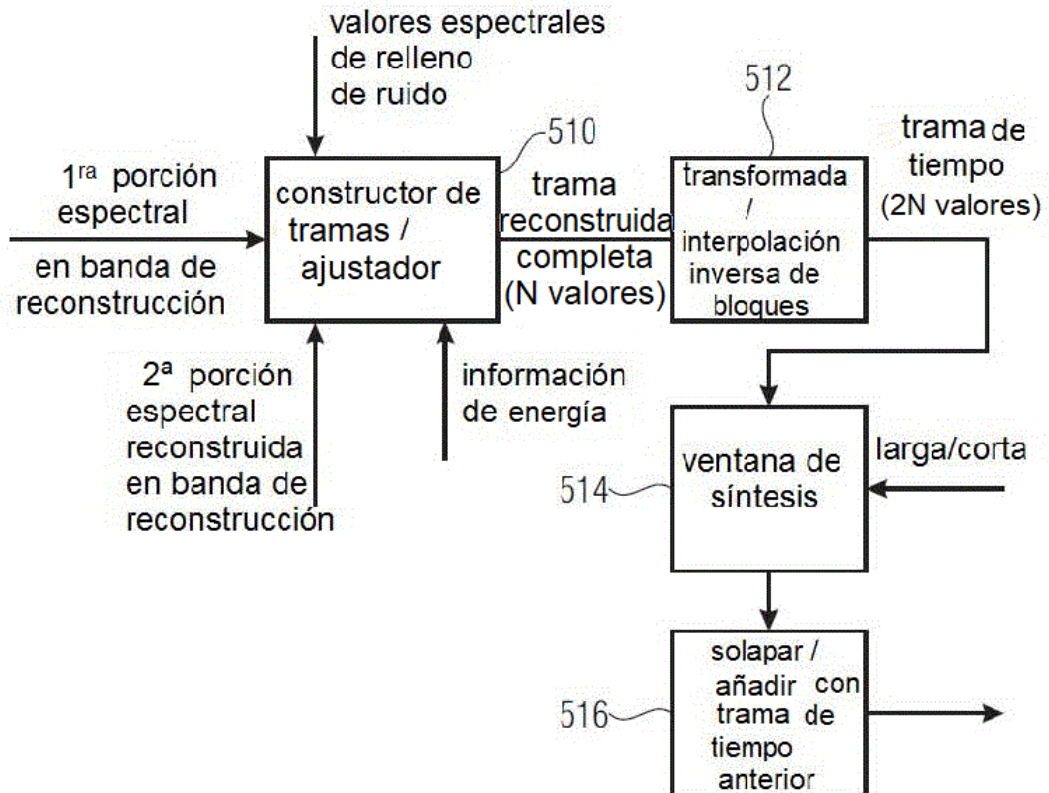 valores espectrales
de relleno
de ruido
510
512
1ra porción
espectral
en banda de
reconstrucción
constructor de
tramas /
ajustador
trama
reconstruida
completa
(N valores)
transformada
/
interpolación
inversa de
bloques
trama de
tiempo
(2N valores)
2a porción
espectral
reconstruida
en banda de
reconstrucción
información
de energía
514
ventana de
síntesis
larga/corta
516
solapar /
añadir con
trama de
tiempo
anterior